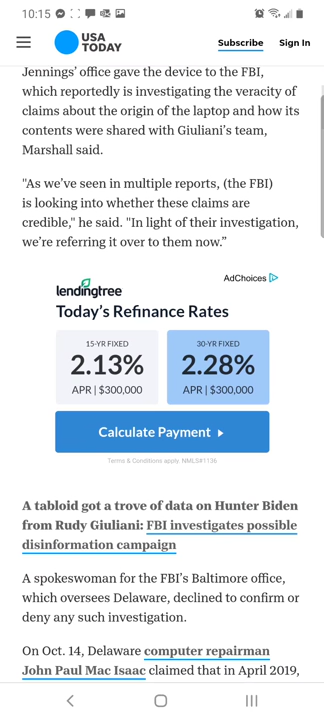 10:15
USA
TODAY
Subscribe
Sign In
Jennings’ office gave the device to the FBI,
which reportedly is investigating the veracity of
claims about the origin of the laptop and how its
contents were shared with Giuliani’s team,
Marshall said.
"As we’ve seen in multiple reports, (the FBI)
is looking into whether these claims are
credible," he said. "In light of their investigation,
we’re referring it over to them now.”
AdChoices
lendingtree
Today's Refinance Rates
15-YR FIXED
2.13%
APR | $300,000
30-YR FIXED
2.28%
APR | $300,000
Calculate Payment
Terms & Conditions apply. NMLS#1136
A tabloid got a trove of data on Hunter Biden
from Rudy Giuliani: FBI investigates possible
disinformation campaign
A spokeswoman for the FBI’s Baltimore office,
which oversees Delaware, declined to confirm or
deny any such investigation.
On Oct. 14, Delaware computer repairman
John Paul Mac Isaac claimed that in April 2019,